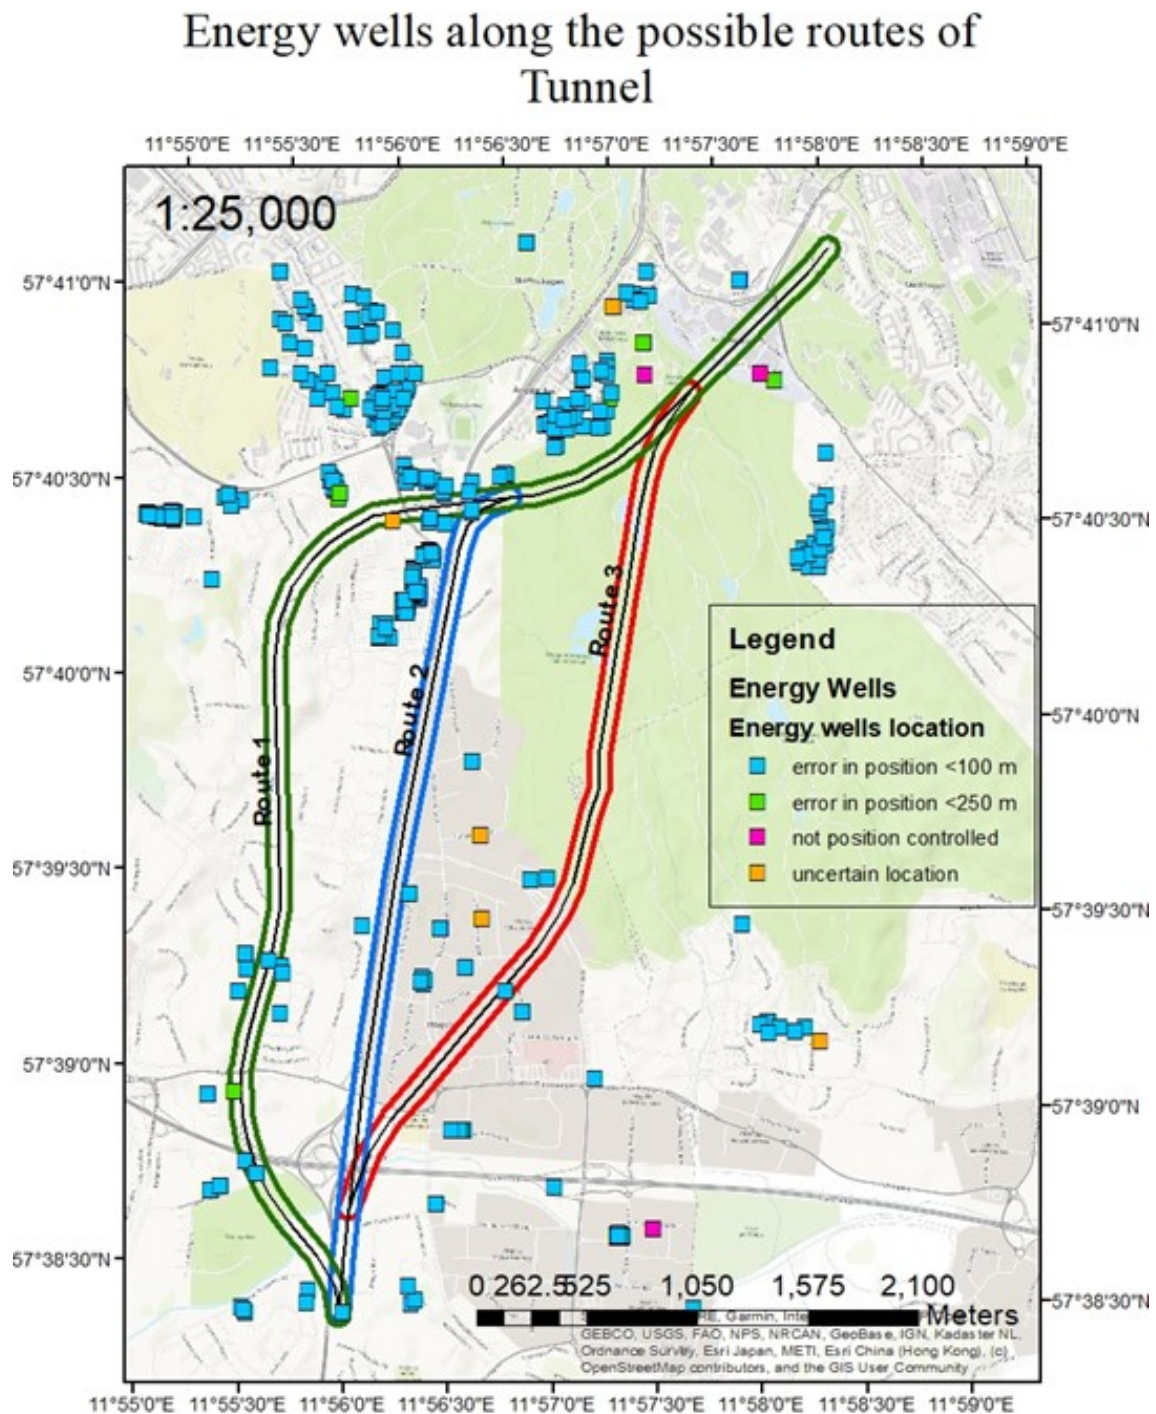 Energy wells along the possible routes of
Tunnel
11°55'0"E 11°55'30"E 11°56'0"E 11°56'30"E 11°57'0"E 11°57'30"E 11°58'0"E 11°58'30"E 11°59'0"E
1:25,000
57°41'0"N
57°41'0"N
57°40'30"N
57°40'30"N
Route 3
Legend
Energy Wells
57°40'0"N
Route 2
57°40'0"N
Energy wells location
Route 1
error in position <100 m
error in position <250 m
not position controlled
57°39'30"N
uncertain location
57°39'30"N
57°39'0"N
57°39'0"N
57°38'30"N
0 262.5 525 1,050 1,575 2,100
57°38'30"N
Meters
RE, Garmin, Inte
GEBCO, USGS, FAO, NPS, NRCAN, GeoBase, IGN, Kadaster NL,
Ordnance Survey, Esri Japan, METI, Esri China (Hong Kong), (c)
OpenStreetMap contributors, and the GIS User Community
11°55'0"E 11°55'30"E 11°56'0"E 11°56'30"E 11°57'0"E 11°57'30"E 11°58'0"E 11°58'30"E 11°59'0"E